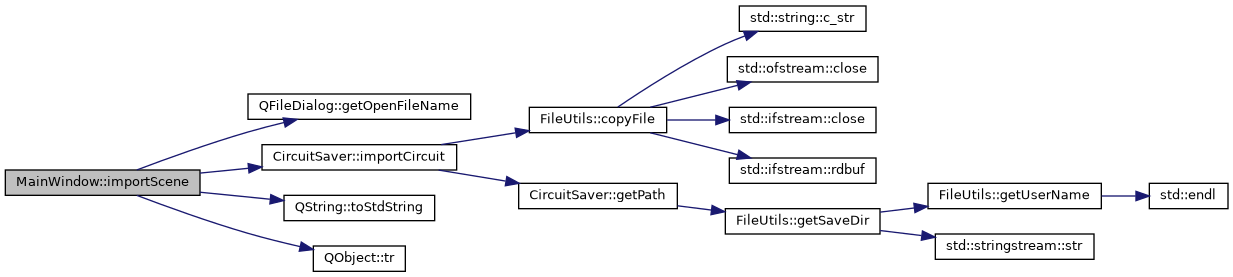 MainWindow::importScene
QFileDialog::getOpenFileName
CircuitSaver::importCircuit
QString::toStdString
QObject::tr
FileUtils::copyFile
CircuitSaver::getPath
std::string::c_str
std::ofstream::close
std::ifstream::close
std::ifstream::rdbuf
FileUtils::getSaveDir
FileUtils::getUserName
std::stringstream::str
std::endl